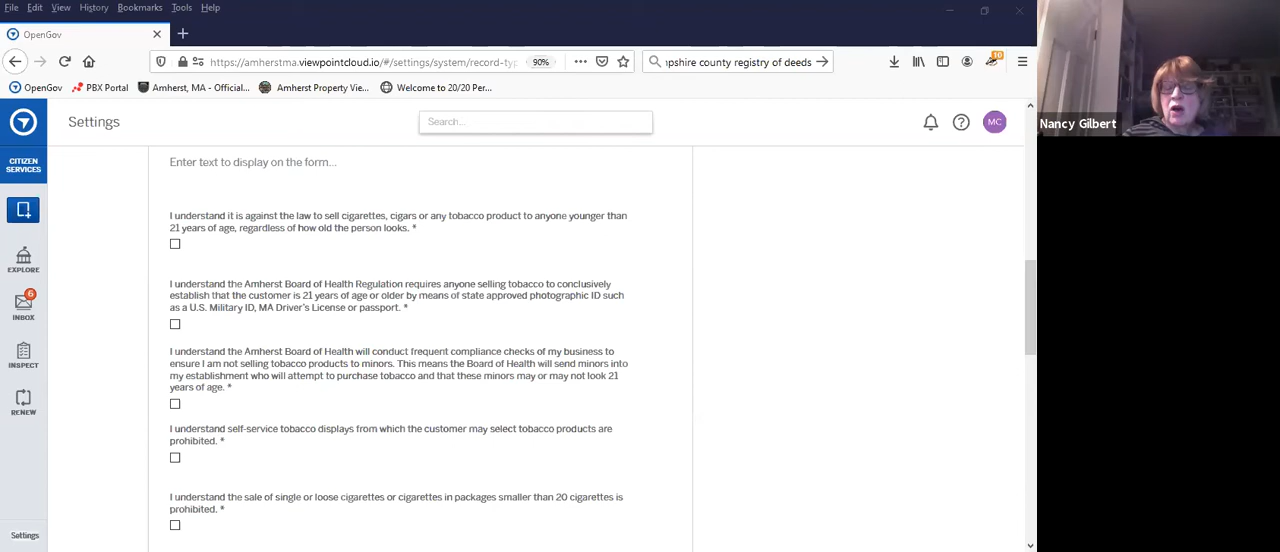 File Edit View History Bookmarks Tools Help
OpenGov
https://amherstma.viewpointcloud.io/#/settings/system/record-ty 90% pshire county registry of deeds 10
OpenGov PBX Portal Amherst, MA - Official... Amherst Property Vie... Welcome to 20/20 Per...
Nancy Gilbert
Settings Search... MC
CITIZEN SERVICES
EXPLORE
6
INBOX
INSPECT
RENEW
Settings
Enter text to display on the form...
I understand it is against the law to sell cigarettes, cigars or any tobacco product to anyone younger than
21 years of age, regardless of how old the person looks. *
I understand the Amherst Board of Health Regulation requires anyone selling tobacco to conclusively
establish that the customer is 21 years of age or older by means of state approved photographic ID such
as a U.S. Military ID, MA Driver's License or passport. *
I understand the Amherst Board of Health will conduct frequent compliance checks of my business to
ensure I am not selling tobacco products to minors. This means the Board of Health will send minors into
my establishment who will attempt to purchase tobacco and that these minors may or may not look 21
years of age. *
I understand self-service tobacco displays from which the customer may select tobacco products are
prohibited. *
I understand the sale of single or loose cigarettes or cigarettes in packages smaller than 20 cigarettes is
prohibited. *